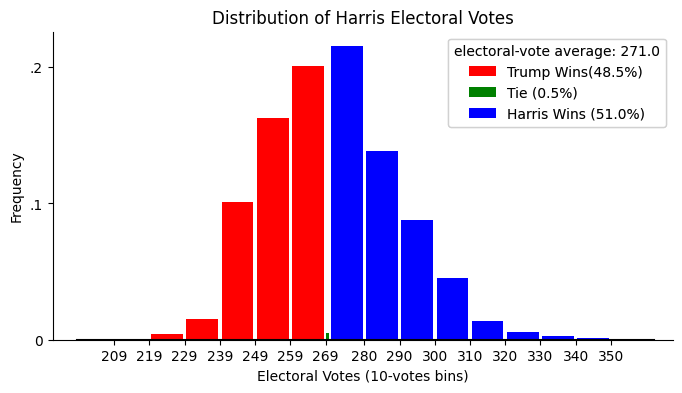 Distribution of Harris Electoral Votes
electoral-vote average: 271.0
Trump Wins(48.5%)
Tie (0.5%)
Harris Wins (51.0%)
Frequency
.2
.1
0
209 219 229 239 249 259 269 280 290 300 310 320 330 340 350
Electoral Votes (10-votes bins)